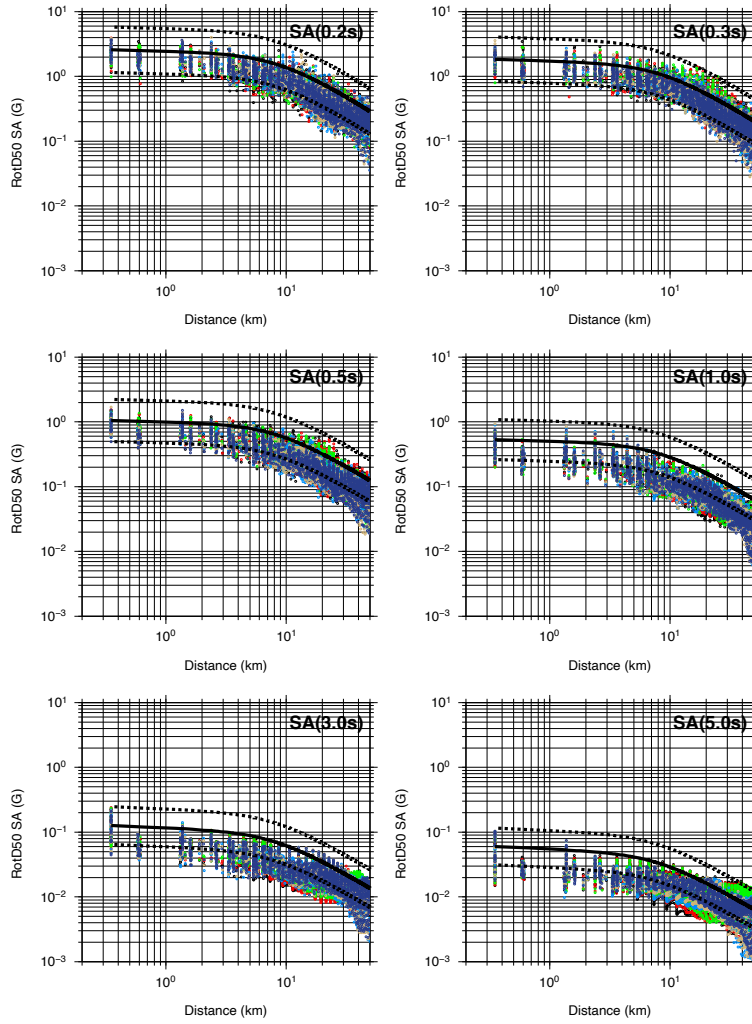 SA(0.2s)
RotD50 SA (G)
10¹
10⁰
10⁻¹
10⁻²
10⁻³
10⁰ 10¹
Distance (km)
SA(0.3s)
RotD50 SA (G)
10¹
10⁰
10⁻¹
10⁻²
10⁻³
10⁰ 10¹
Distance (km)
SA(0.5s)
RotD50 SA (G)
10¹
10⁰
10⁻¹
10⁻²
10⁻³
10⁰ 10¹
Distance (km)
SA(1.0s)
RotD50 SA (G)
10¹
10⁰
10⁻¹
10⁻²
10⁻³
10⁰ 10¹
Distance (km)
SA(3.0s)
RotD50 SA (G)
10¹
10⁰
10⁻¹
10⁻²
10⁻³
10⁰ 10¹
Distance (km)
SA(5.0s)
RotD50 SA (G)
10¹
10⁰
10⁻¹
10⁻²
10⁻³
10⁰ 10¹
Distance (km)